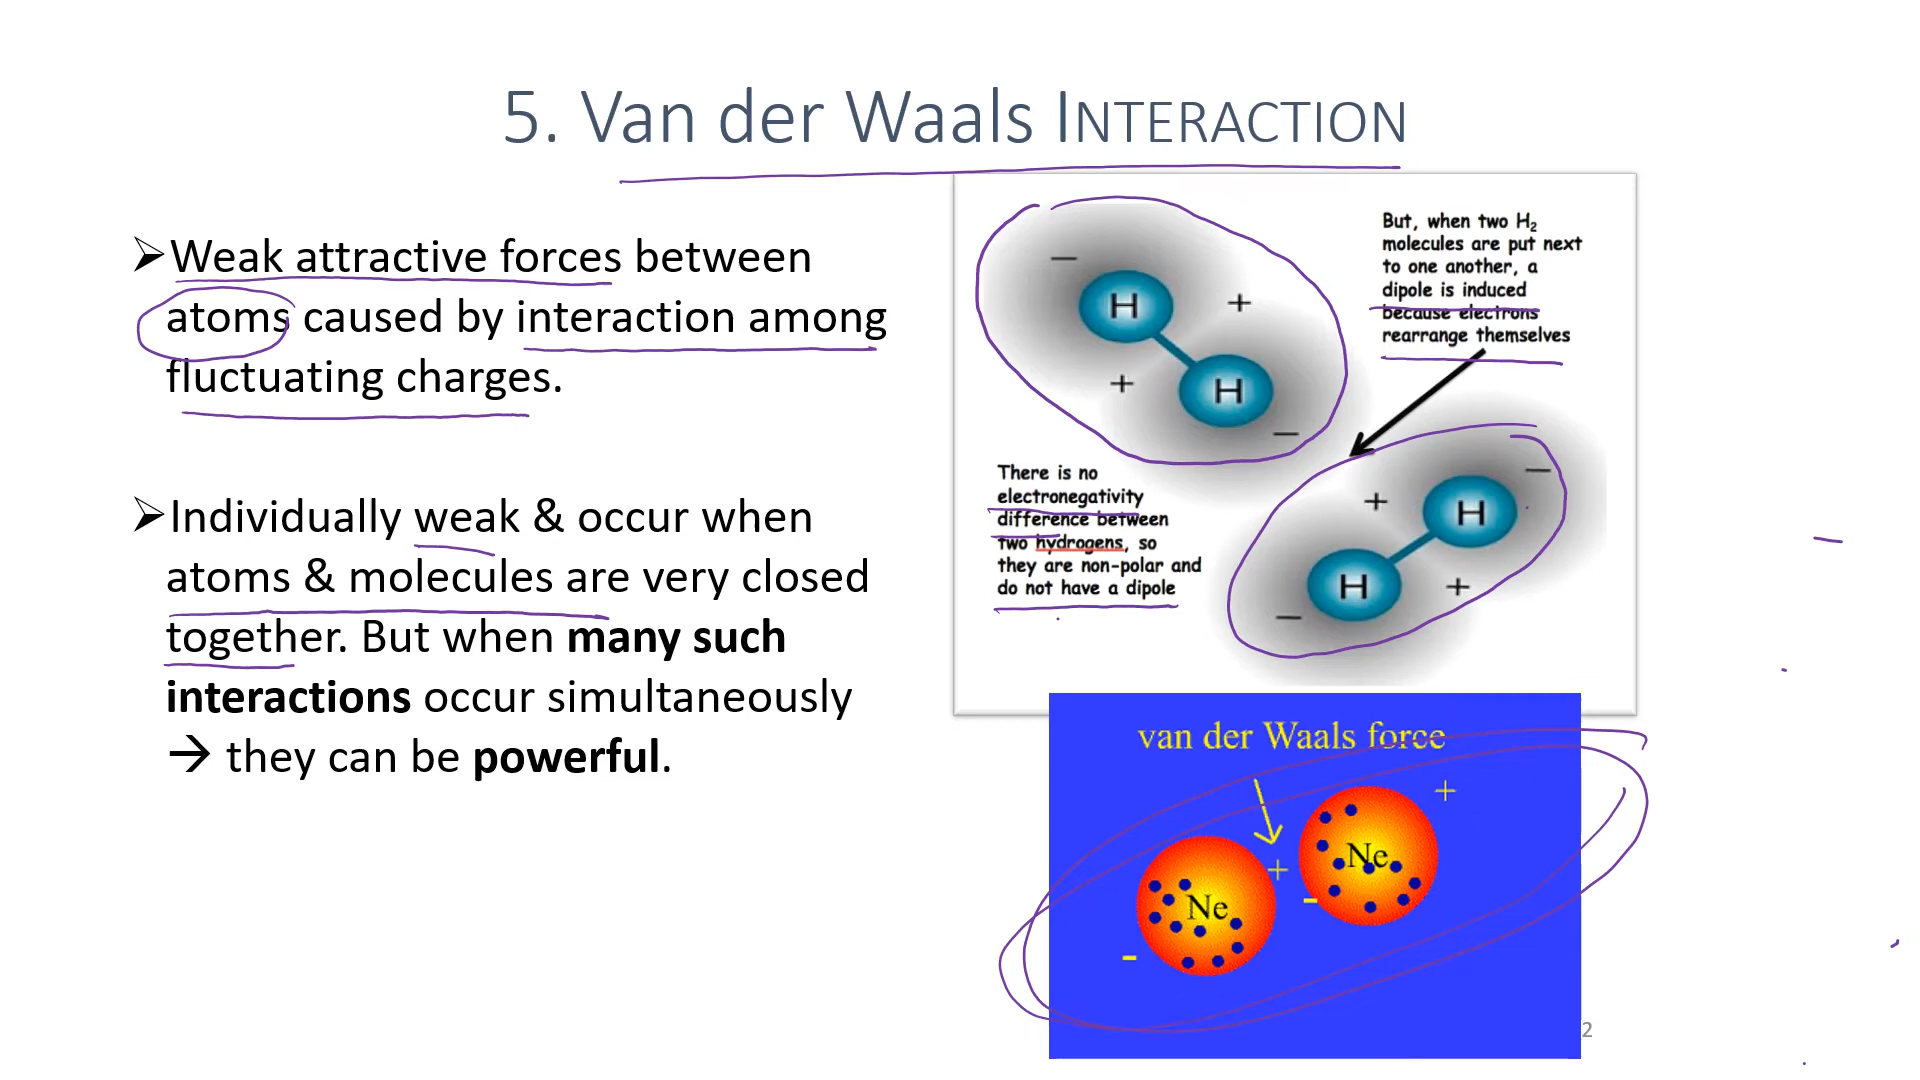 5. Van der Waals INTERACTION
➢Weak attractive forces between
atoms caused by interaction among
fluctuating charges.
➢Individually weak & occur when
atoms & molecules are very closed
together. But when many such
interactions occur simultaneously
→ they can be powerful.
But, when two H₂
molecules are put next
to one another, a
dipole is induced
because electrons
rearrange themselves
− H +
+ H −
There is no
electronegativity
difference between
two hydrogens, so
they are non-polar and
do not have a dipole
+ H −
− H +
van der Waals force
+
Ne
+
Ne
-
-
2